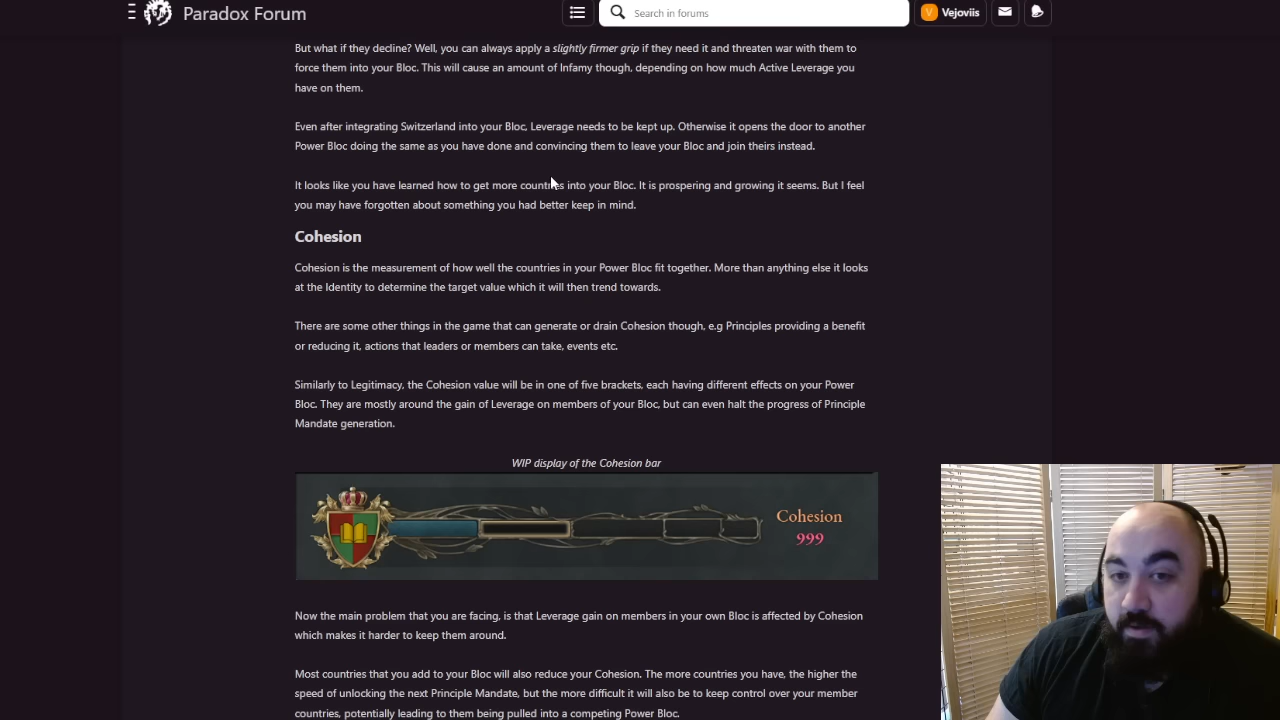 Paradox Forum
Search in forums
V Vejoviis
But what if they decline? Well, you can always apply a slightly firmer grip if they need it and threaten war with them to
force them into your Bloc. This will cause an amount of Infamy though, depending on how much Active Leverage you
have on them.
Even after integrating Switzerland into your Bloc, Leverage needs to be kept up. Otherwise it opens the door to another
Power Bloc doing the same as you have done and convincing them to leave your Bloc and join theirs instead.
It looks like you have learned how to get more countries into your Bloc. It is prospering and growing it seems. But I feel
you may have forgotten about something you had better keep in mind.
Cohesion
Cohesion is the measurement of how well the countries in your Power Bloc fit together. More than anything else it looks
at the Identity to determine the target value which it will then trend towards.
There are some other things in the game that can generate or drain Cohesion though, e.g Principles providing a benefit
or reducing it, actions that leaders or members can take, events etc.
Similarly to Legitimacy, the Cohesion value will be in one of five brackets, each having different effects on your Power
Bloc. They are mostly around the gain of Leverage on members of your Bloc, but can even halt the progress of Principle
Mandate generation.
WIP display of the Cohesion bar
Cohesion
999
Now the main problem that you are facing, is that Leverage gain on members in your own Bloc is affected by Cohesion
which makes it harder to keep them around.
Most countries that you add to your Bloc will also reduce your Cohesion. The more countries you have, the higher the
speed of unlocking the next Principle Mandate, but the more difficult it will also be to keep control over your member
countries, potentially leading to them being pulled into a competing Power Bloc.